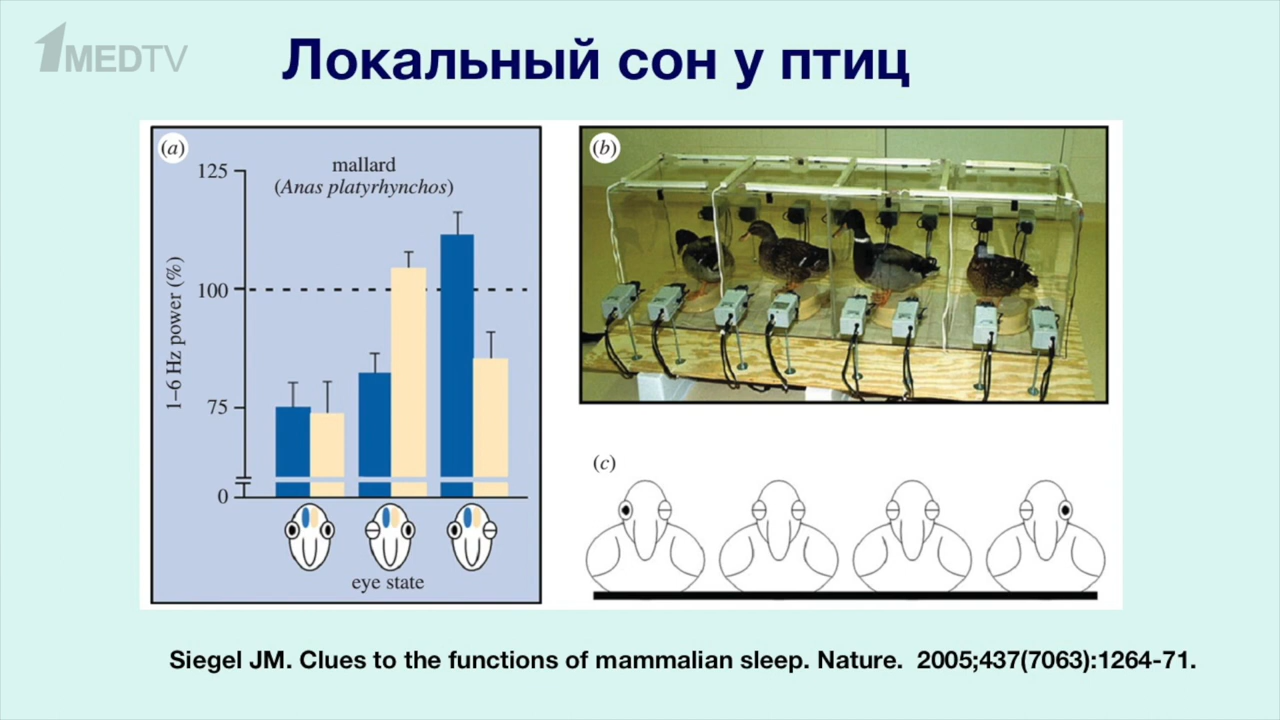 1MEDTV
Локальный сон у птиц
(a)
mallard
(Anas platyrhynchos)
125
100
75
0
1–6 Hz power (%)
eye state
(b)
(c)
Siegel JM. Clues to the functions of mammalian sleep. Nature. 2005;437(7063):1264-71.